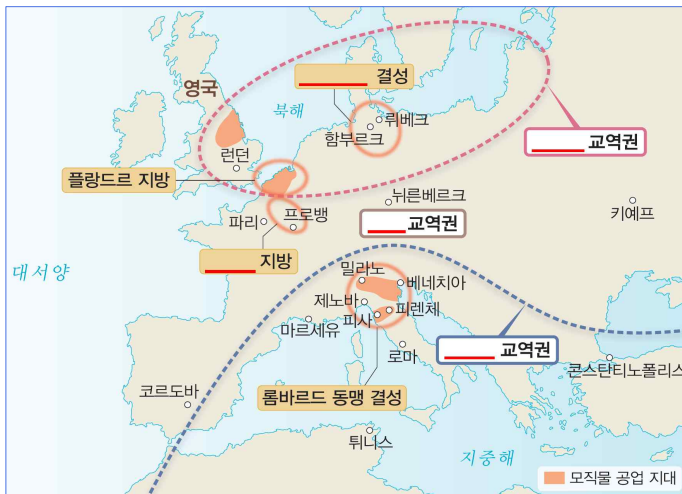 _____ 결성
영국
북해
뤼베크
함부르크
_____ 교역권
런던
플랑드르 지방
뉘른베르크
키예프
파리
프로뱅
_____ 교역권
_____ 지방
대서양
밀라노
베네치아
제노바
피렌체
피사
마르세유
_____ 교역권
로마
콘스탄티노폴리스
코르도바
롬바르드 동맹 결성
튀니스
지중해
모직물 공업 지대